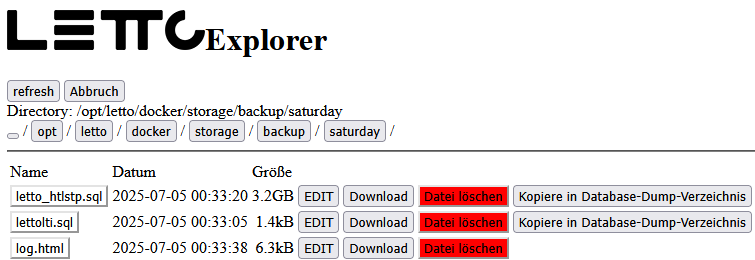 LETTO Explorer
refresh Abbruch
Directory: /opt/letto/docker/storage/backup/saturday
/ opt / letto / docker / storage / backup / saturday /
Name Datum Größe
letto_htlstp.sql 2025-07-05 00:33:20 3.2GB EDIT Download Datei löschen Kopiere in Database-Dump-Verzeichnis
lettolti.sql 2025-07-05 00:33:05 1.4kB EDIT Download Datei löschen Kopiere in Database-Dump-Verzeichnis
log.html 2025-07-05 00:33:38 6.3kB EDIT Download Datei löschen